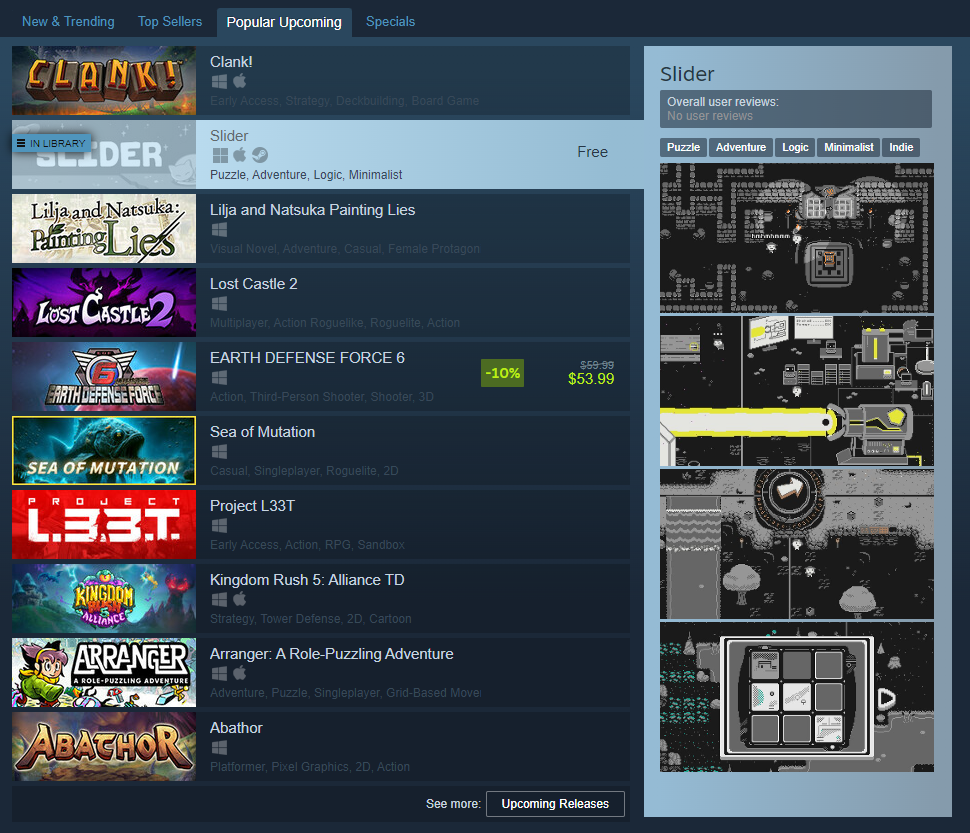 New & Trending
Top Sellers
Popular Upcoming
Specials
CLANK!
Clank!
Early Access, Strategy, Deckbuilding, Board Game
IN LIBRARY
SLIDER
Slider
Free
Puzzle, Adventure, Logic, Minimalist
Lilja and Natsuka:
Painting Lies
Lilja and Natsuka Painting Lies
Visual Novel, Adventure, Casual, Female Protagon
LOST CASTLE 2
Lost Castle 2
Multiplayer, Action Roguelike, Roguelite, Action
6
EARTH DEFENSE FORCE
EARTH DEFENSE FORCE 6
-10%
$59.99
$53.99
Action, Third-Person Shooter, Shooter, 3D
SEA OF MUTATION
Sea of Mutation
Casual, Singleplayer, Roguelite, 2D
PROJECT
L.33T.
Project L33T
Early Access, Action, RPG, Sandbox
KINGDOM
RUSH 5
ALLIANCE
Kingdom Rush 5: Alliance TD
Strategy, Tower Defense, 2D, Cartoon
ARRANGER
A ROLE-PUZZLING ADVENTURE
Arranger: A Role-Puzzling Adventure
Adventure, Puzzle, Singleplayer, Grid-Based Move
ABATHOR
Abathor
Platformer, Pixel Graphics, 2D, Action
See more:
Upcoming Releases
Slider
Overall user reviews:
No user reviews
Puzzle
Adventure
Logic
Minimalist
Indie